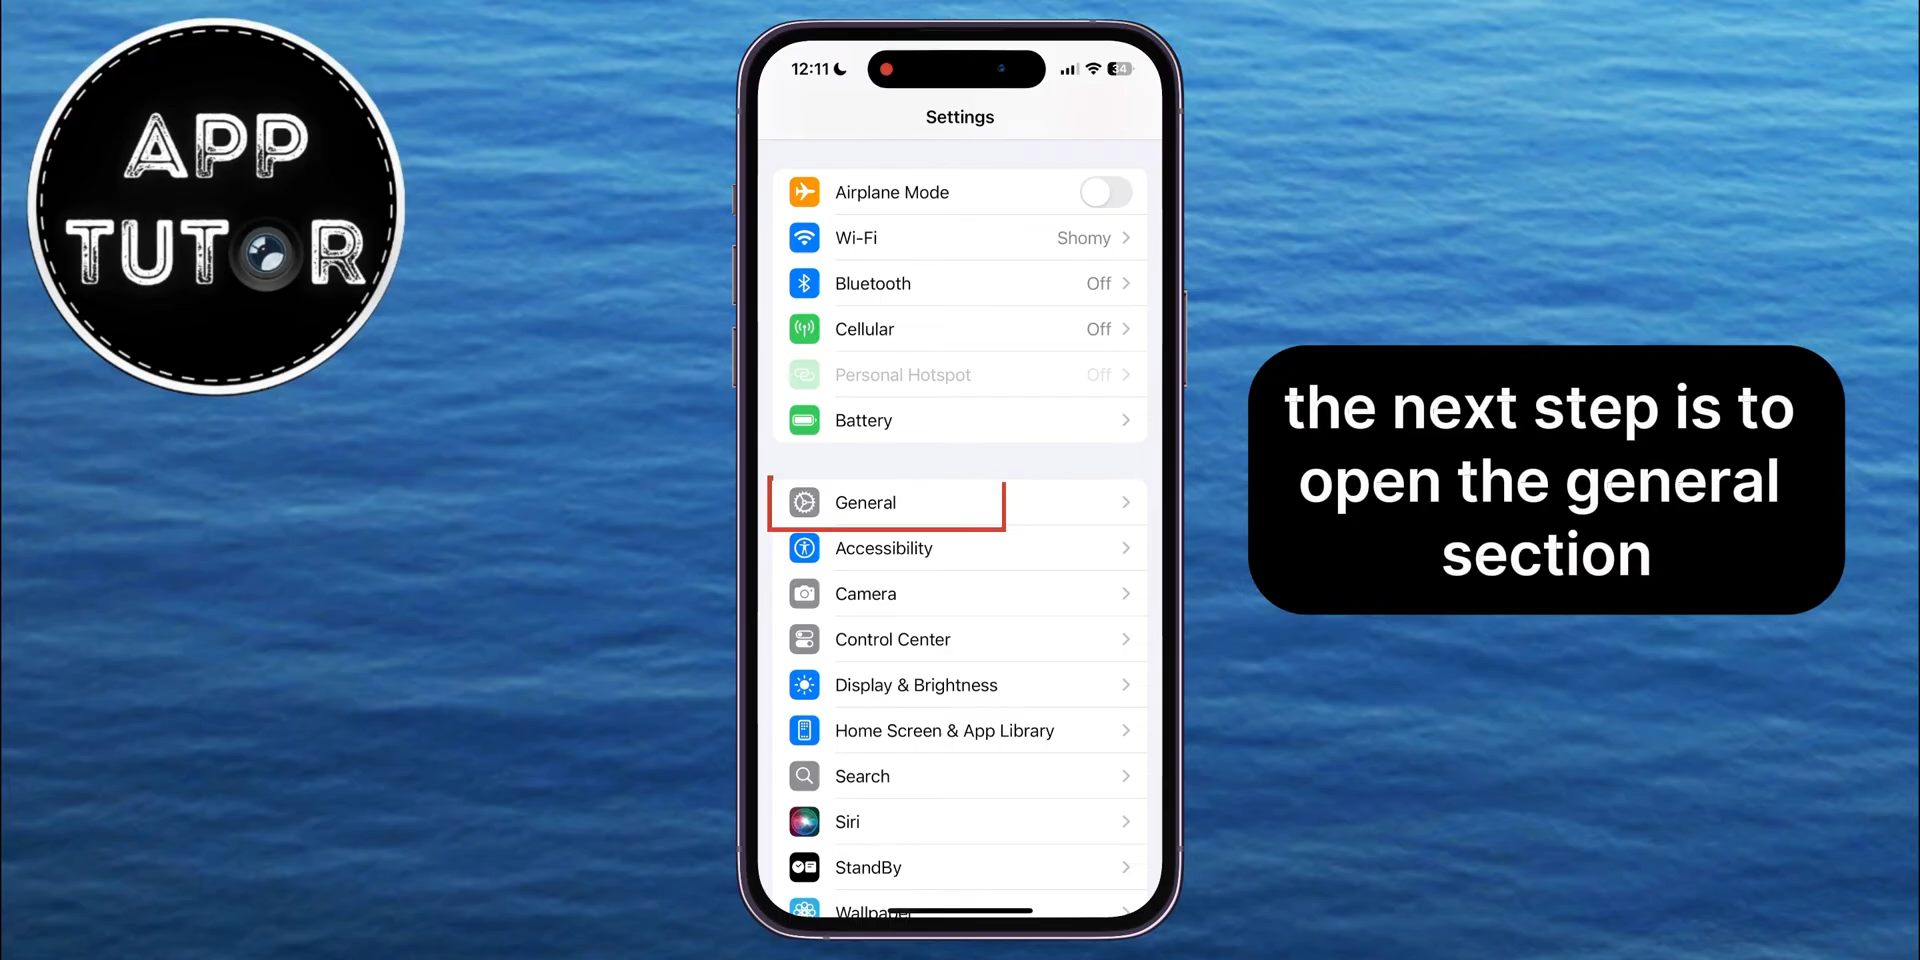 APP
TUTOR
12:11
34
Settings
Airplane Mode
Wi-Fi Shomy
Bluetooth Off
Cellular Off
Personal Hotspot Off
Battery
General
Accessibility
Camera
Control Center
Display & Brightness
Home Screen & App Library
Search
Siri
StandBy
Wallpaper
the next step is to
open the general
section